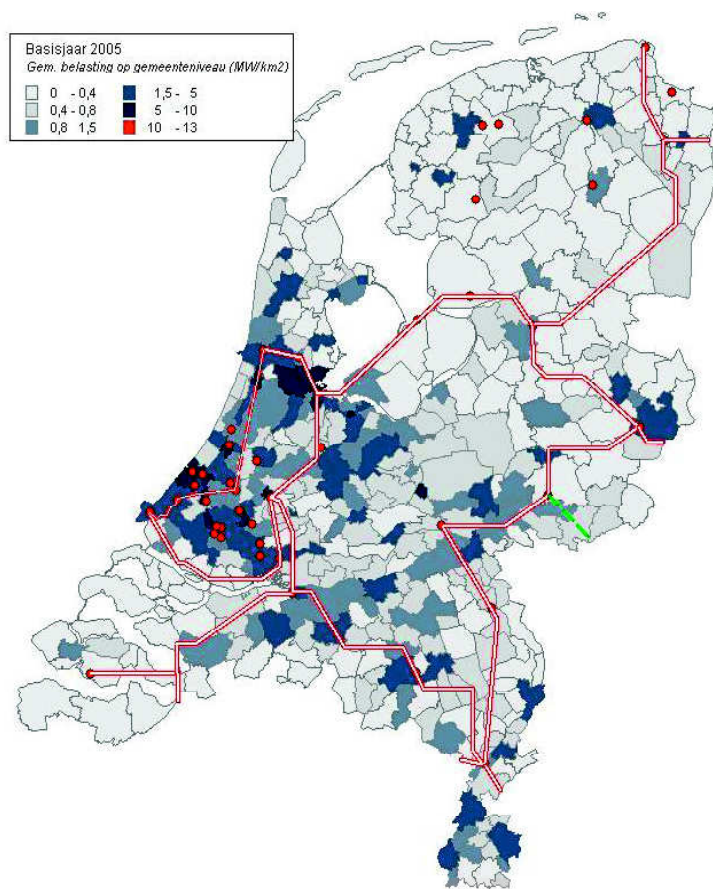 Basisjaar 2005
Gem. belasting op gemeenteniveau (MW/km2)
0 - 0,4 1,5 - 5
0,4 - 0,8 5 - 10
0,8 1,5 10 - 13